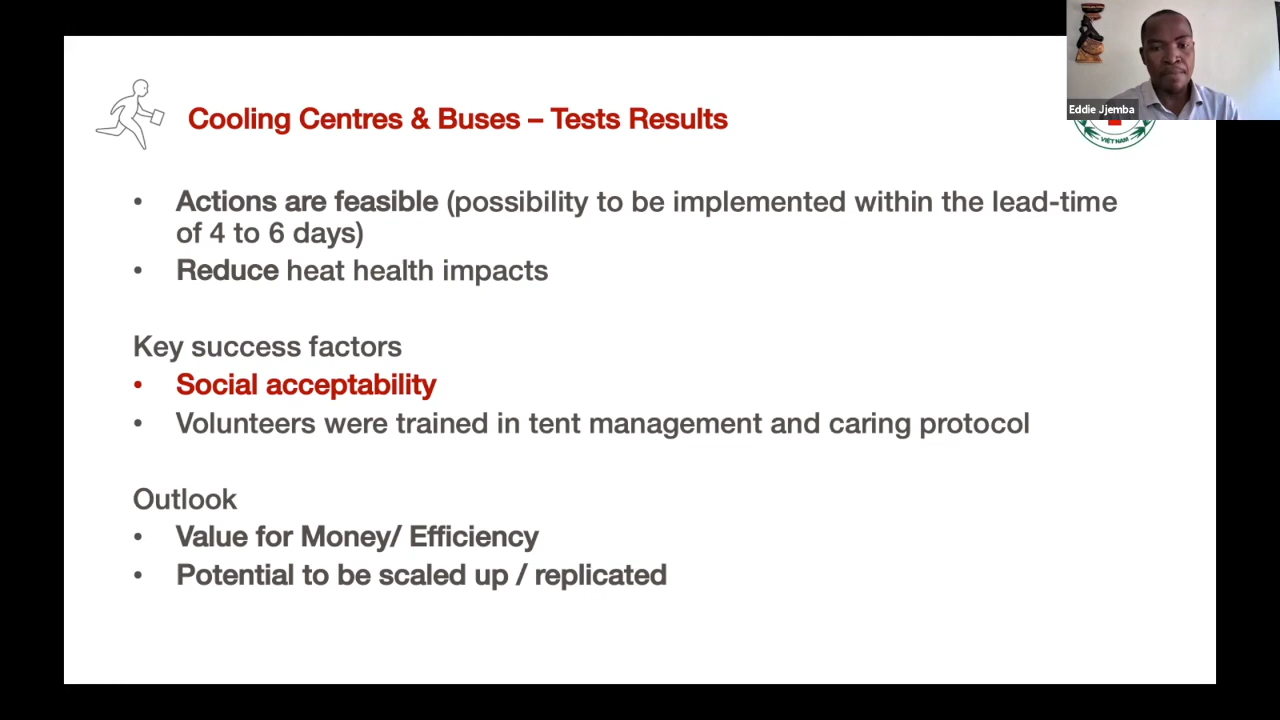 Eddie Jjemba
Cooling Centres & Buses – Tests Results
VIỆT NAM
• Actions are feasible (possibility to be implemented within the lead-time
of 4 to 6 days)
• Reduce heat health impacts
Key success factors
• Social acceptability
• Volunteers were trained in tent management and caring protocol
Outlook
• Value for Money/ Efficiency
• Potential to be scaled up / replicated